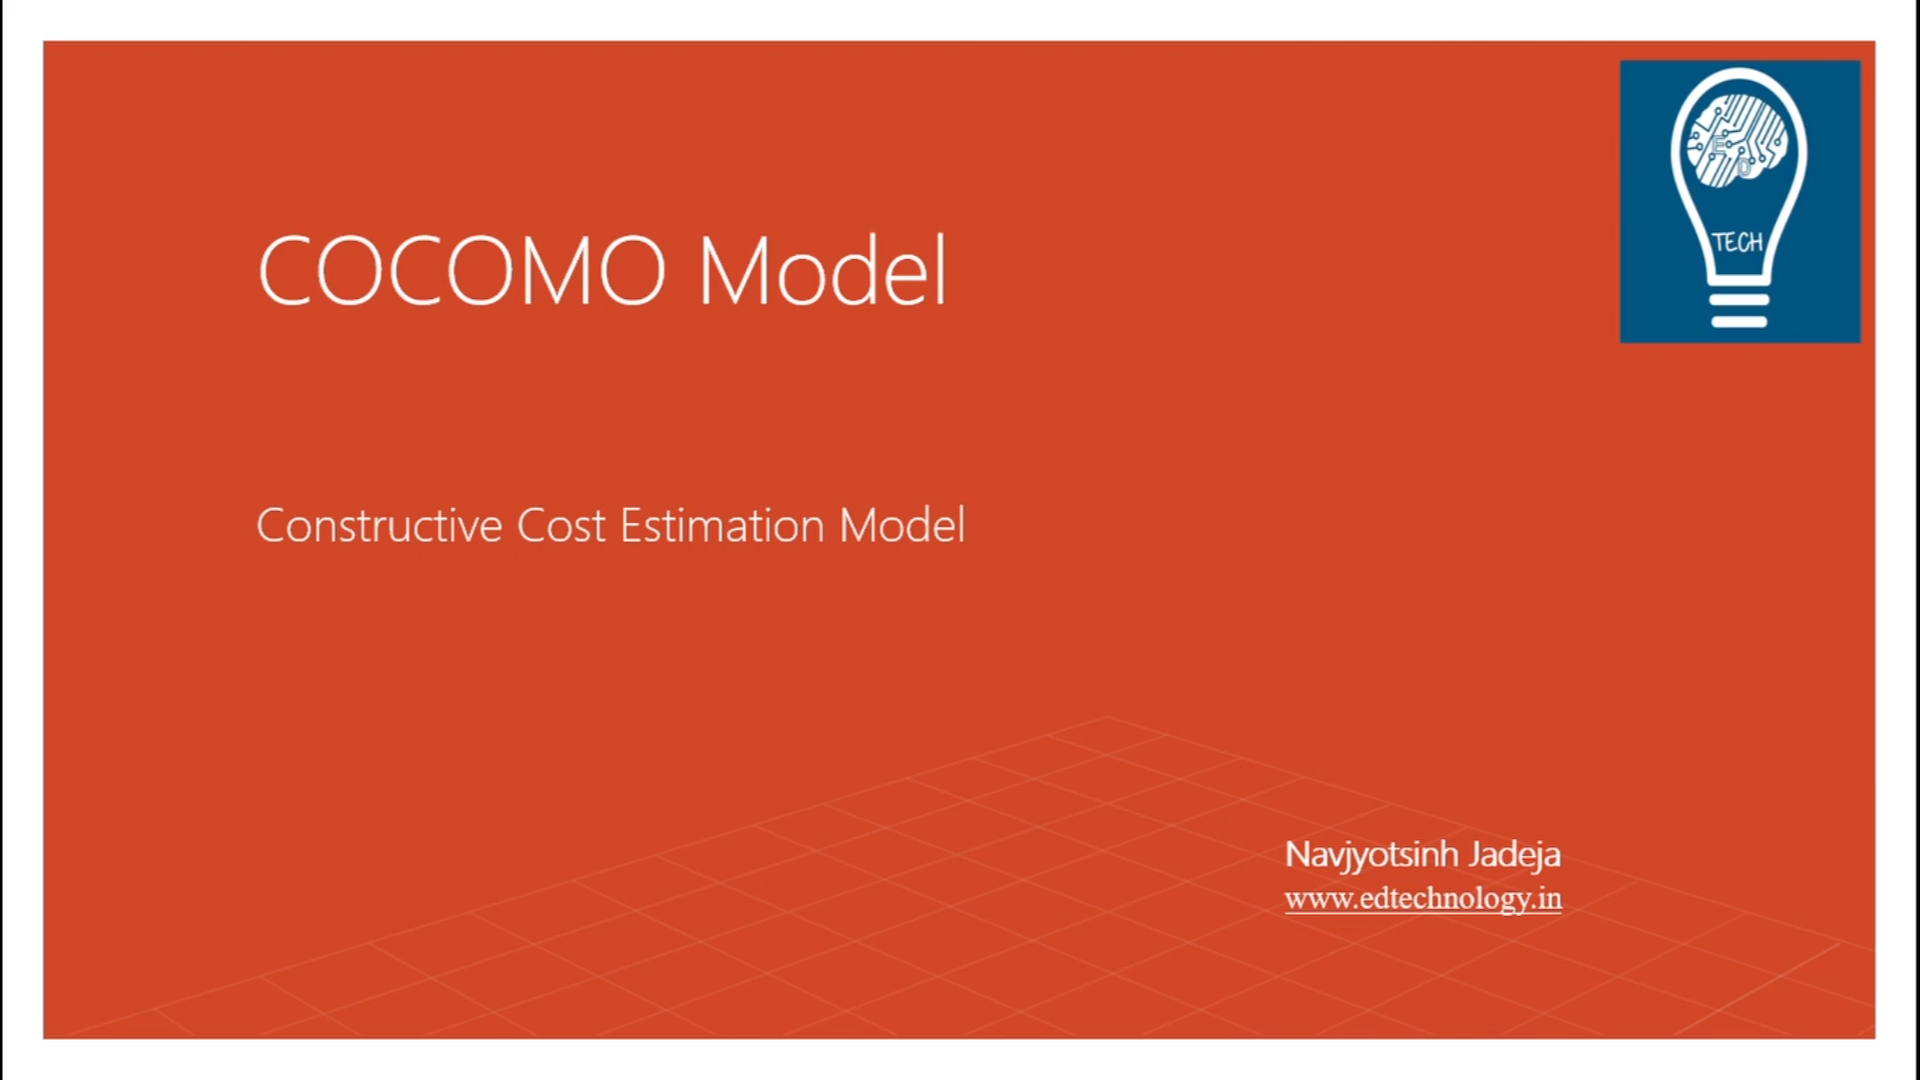 COCOMO Model
Constructive Cost Estimation Model
E
D
TECH
Navjyotsinh Jadeja
www.edtechnology.in